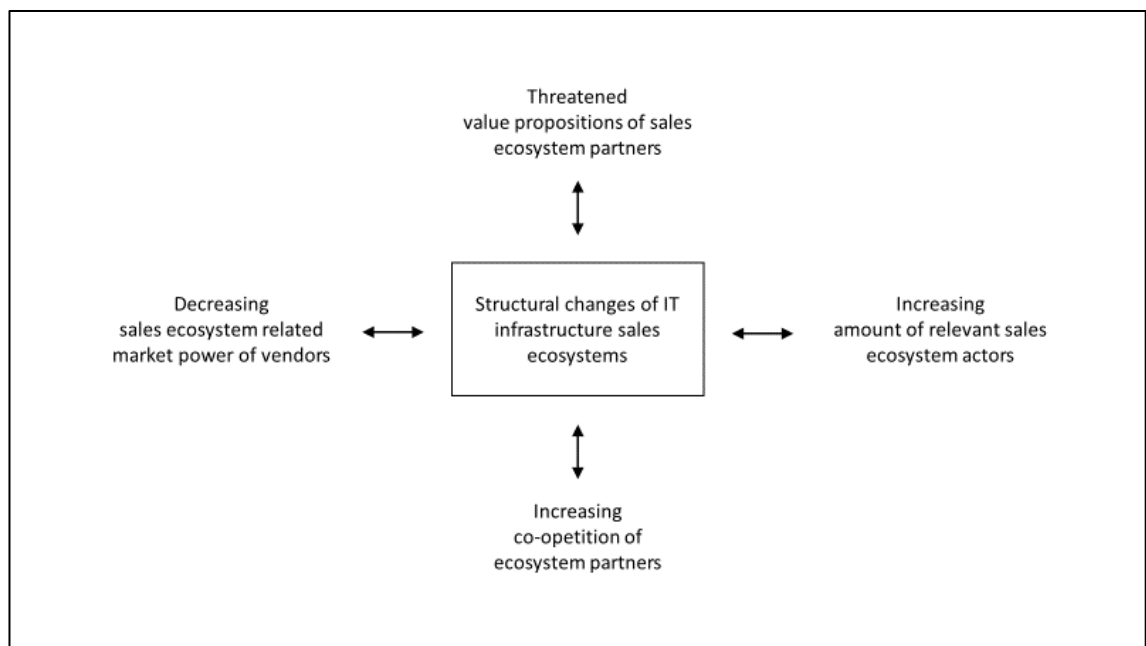 Threatened
value propositions of sales
ecosystem partners
Decreasing
sales ecosystem related
market power of vendors
Structural changes of IT
infrastructure sales
ecosystems
Increasing
amount of relevant sales
ecosystem actors
Increasing
co-opetition of
ecosystem partners